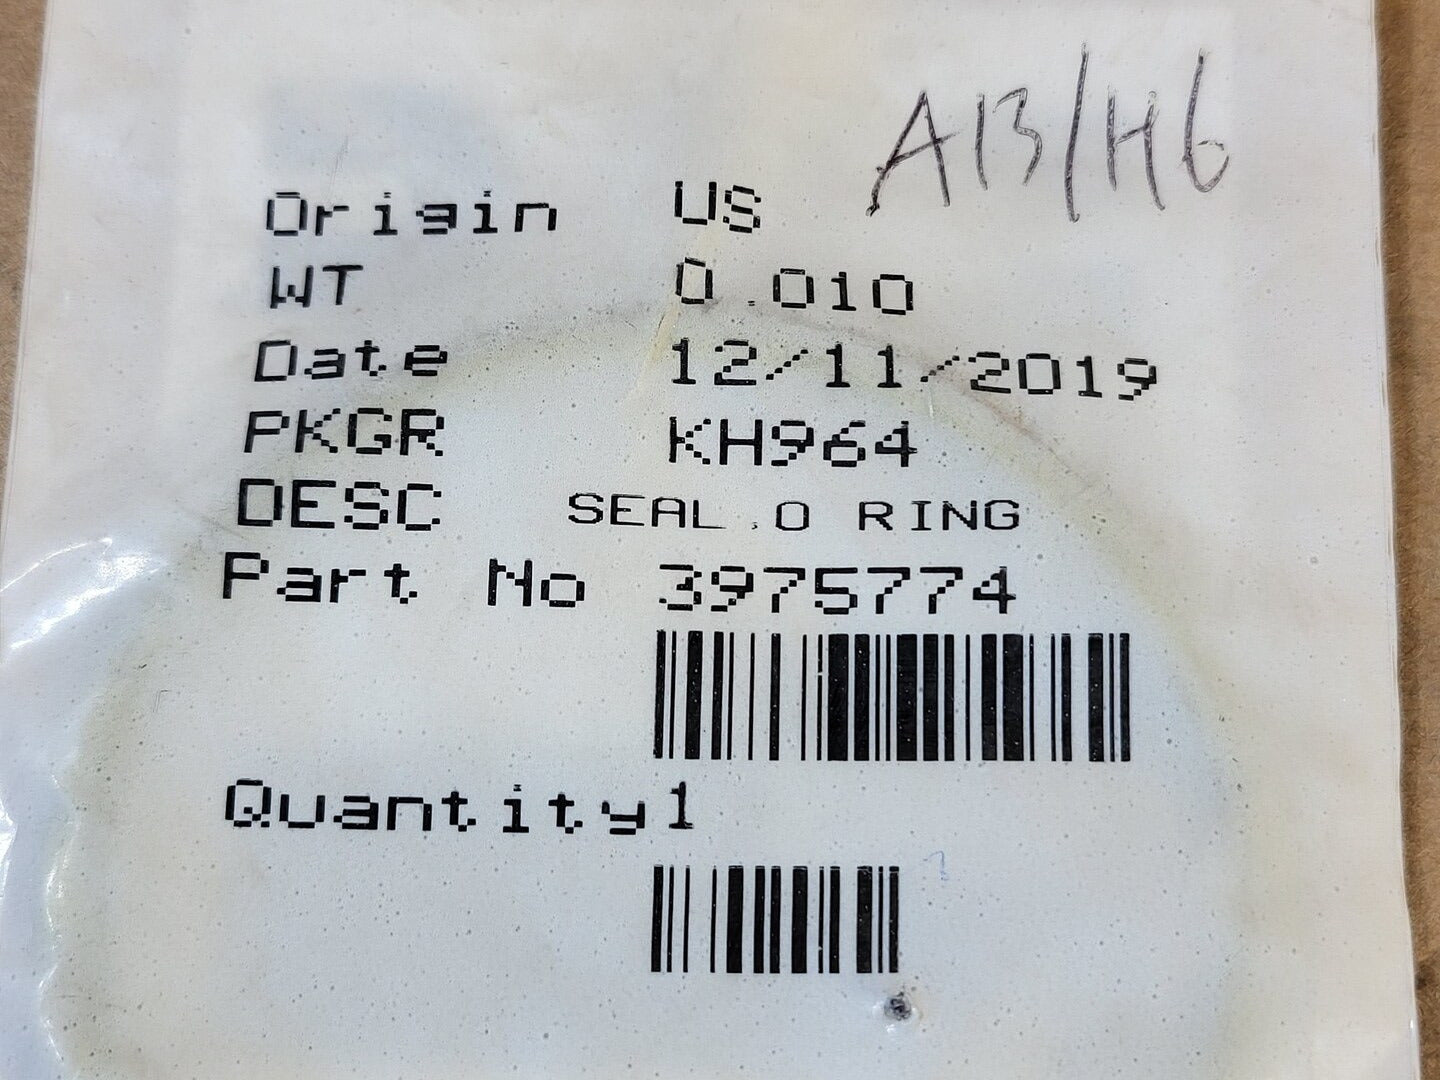 A13/H6
Origin US
WT 0.010
Date 12/11/2019
PKGR KH964
DESC SEAL,O RING
Part No 3975774
Quantity1